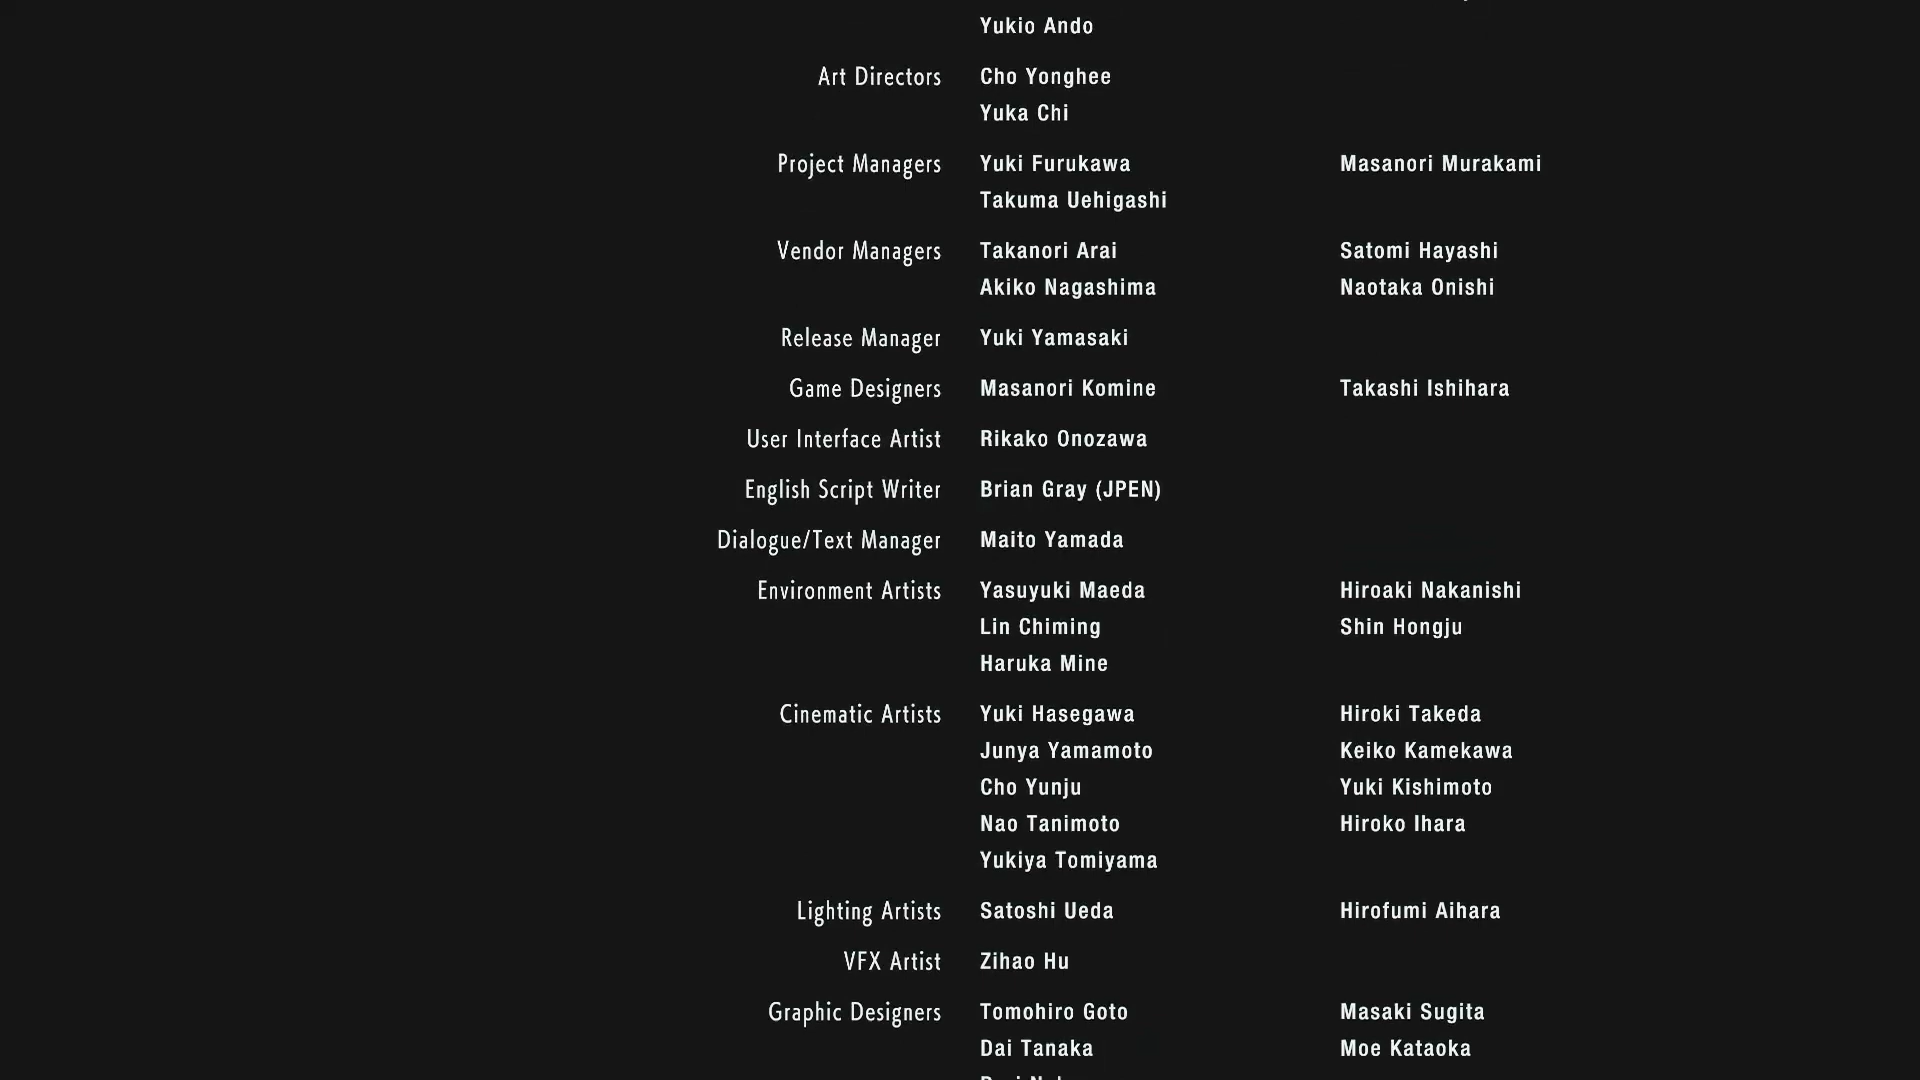 Yukio Ando
Art Directors Cho Yonghee
Yuka Chi
Project Managers Yuki Furukawa Masanori Murakami
Takuma Uehigashi
Vendor Managers Takanori Arai Satomi Hayashi
Akiko Nagashima Naotaka Onishi
Release Manager Yuki Yamasaki
Game Designers Masanori Komine Takashi Ishihara
User Interface Artist Rikako Onozawa
English Script Writer Brian Gray (JPEN)
Dialogue/Text Manager Maito Yamada
Environment Artists Yasuyuki Maeda Hiroaki Nakanishi
Lin Chiming Shin Hongju
Haruka Mine
Cinematic Artists Yuki Hasegawa Hiroki Takeda
Junya Yamamoto Keiko Kamekawa
Cho Yunju Yuki Kishimoto
Nao Tanimoto Hiroko Ihara
Yukiya Tomiyama
Lighting Artists Satoshi Ueda Hirofumi Aihara
VFX Artist Zihao Hu
Graphic Designers Tomohiro Goto Masaki Sugita
Dai Tanaka Moe Kataoka